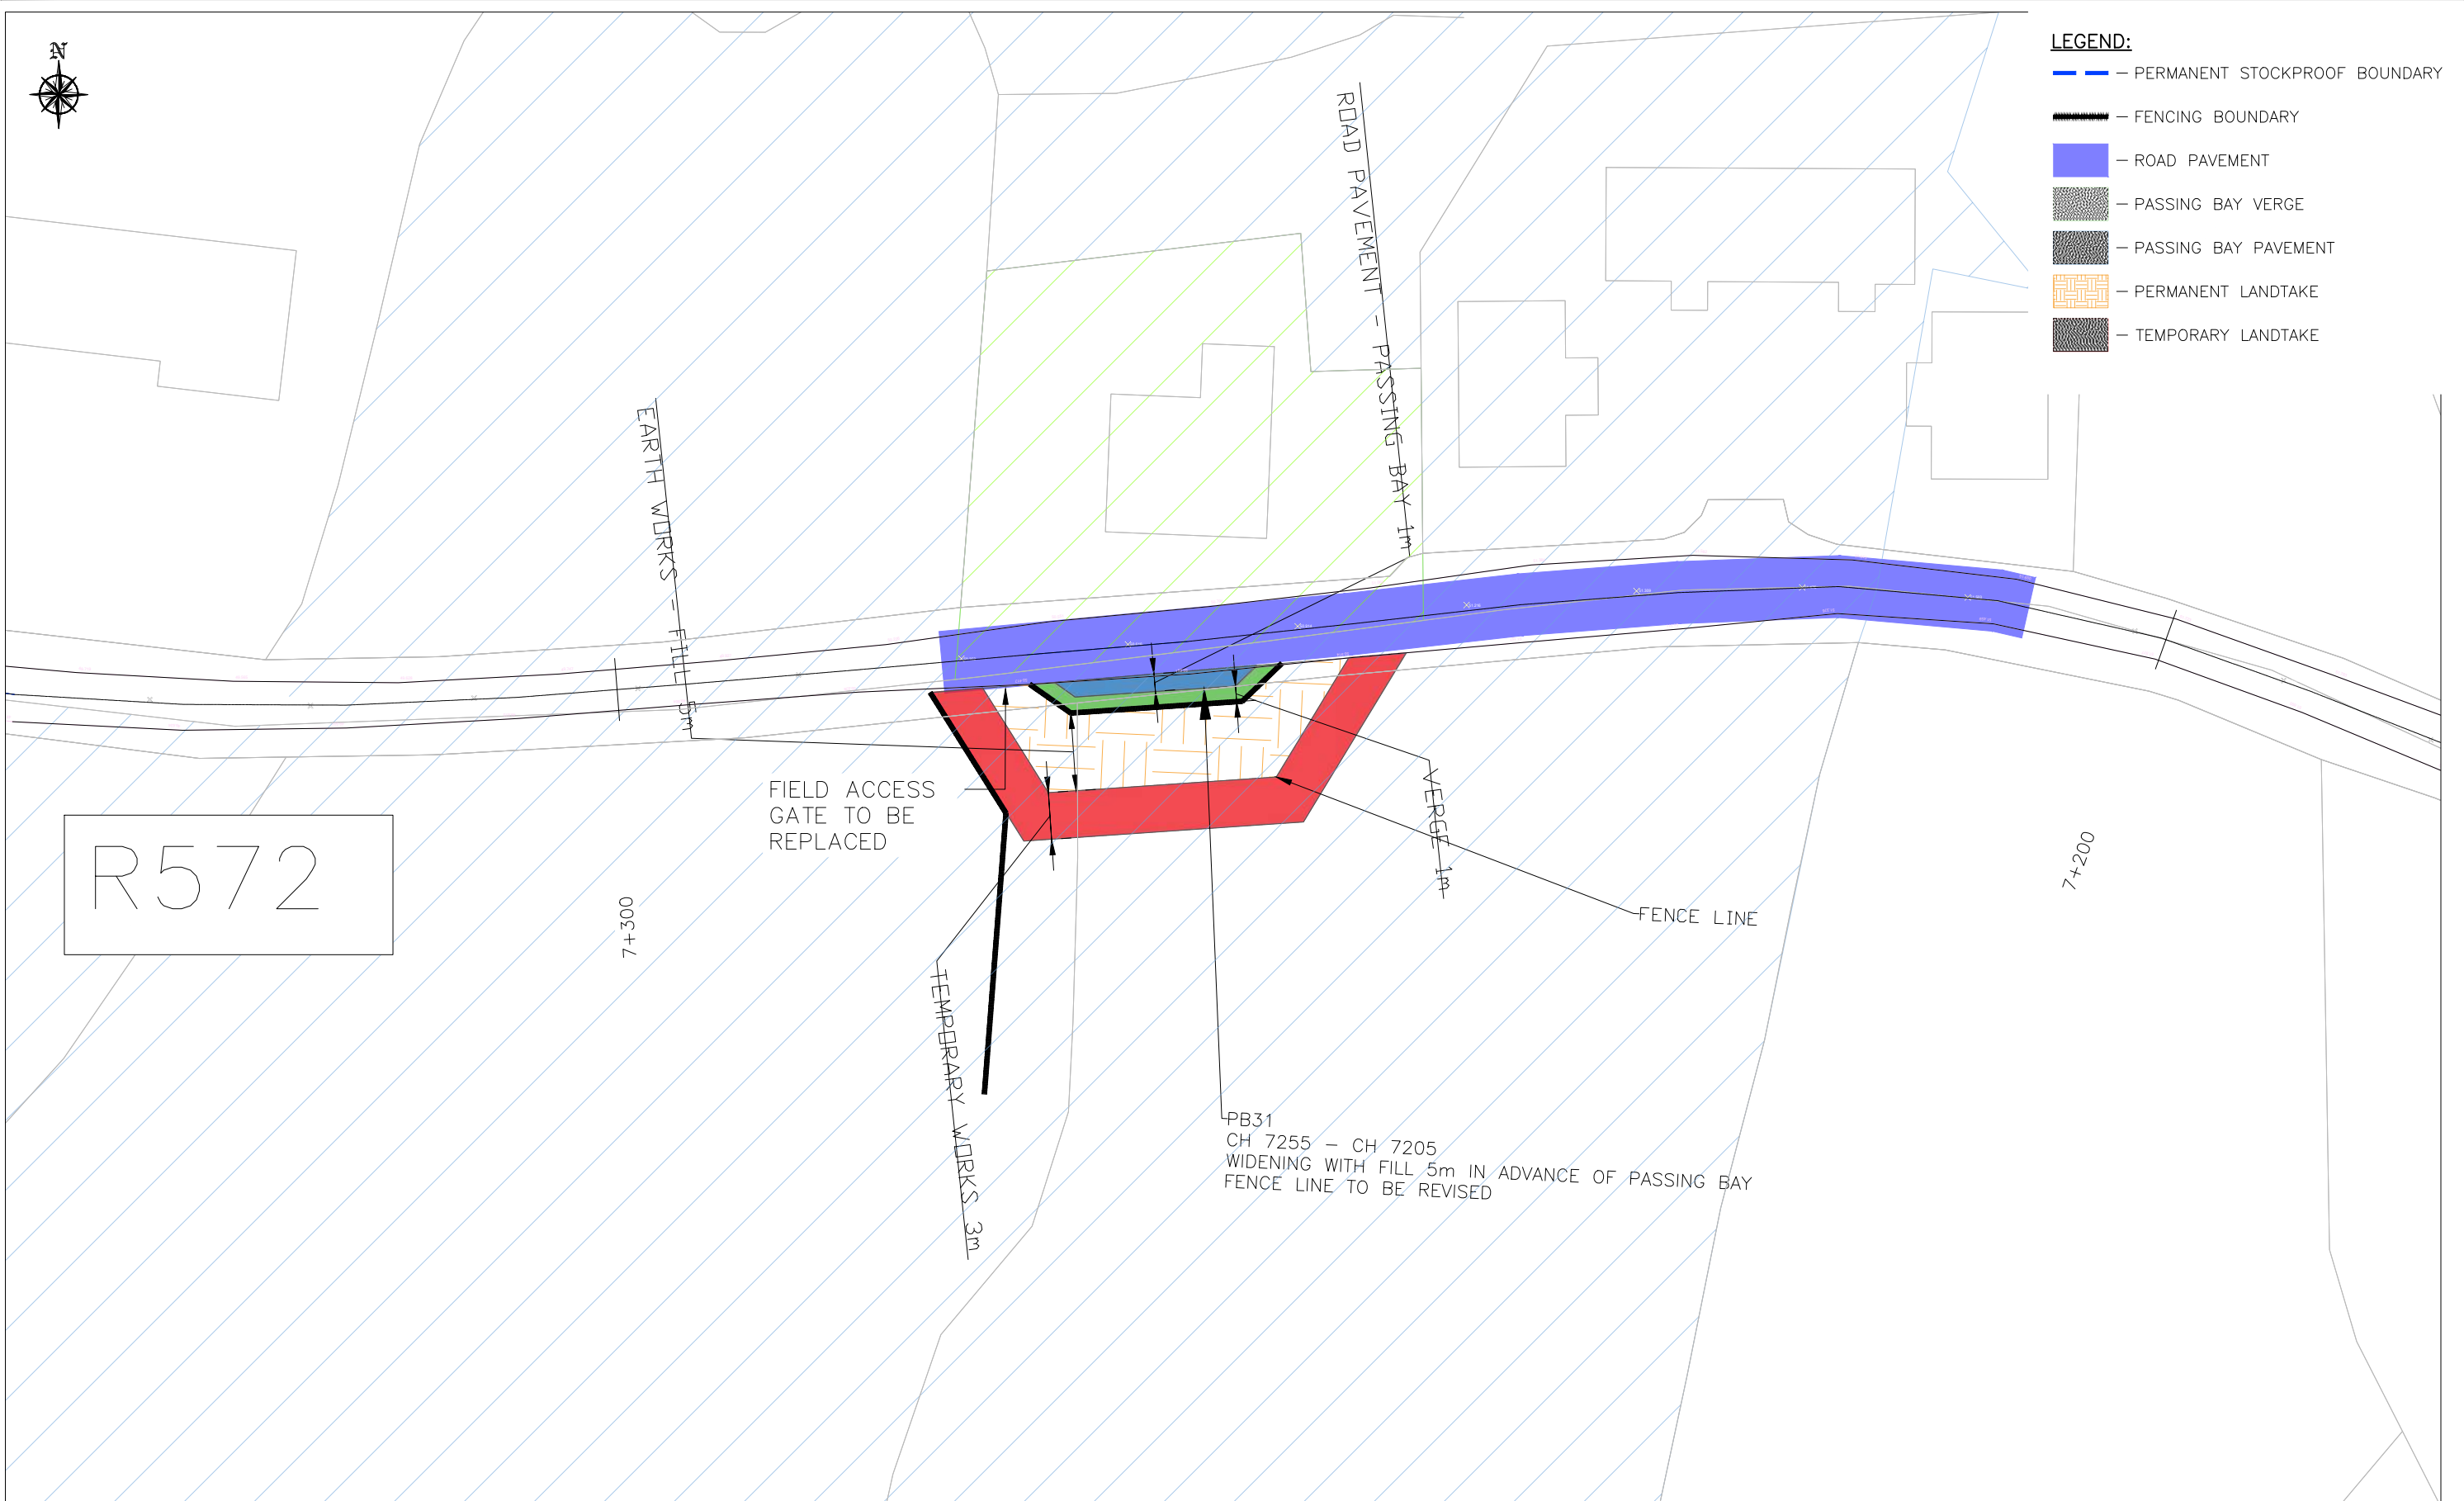 N
LEGEND:
— PERMANENT STOCKPROOF BOUNDARY
— FENCING BOUNDARY
— ROAD PAVEMENT
— PASSING BAY VERGE
— PASSING BAY PAVEMENT
— PERMANENT LANDTAKE
— TEMPORARY LANDTAKE
ROAD PAVEMENT - PASSING BAY 1m
EARTH WORKS - FILL 5m
FIELD ACCESS
GATE TO BE
REPLACED
VERGE 1m
R572
7+300
7+200
FENCE LINE
TEMPORARY WORKS 3m
PB31
CH 7255 - CH 7205
WIDENING WITH FILL 5m IN ADVANCE OF PASSING BAY
FENCE LINE TO BE REVISED